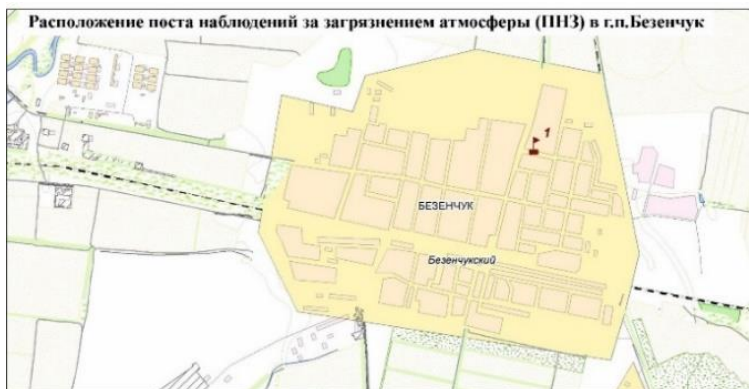 Расположение поста наблюдений за загрязнением атмосферы (ПНЗ) в г.п.Безенчук
1
БЕЗЕНЧУК
Безенчукский